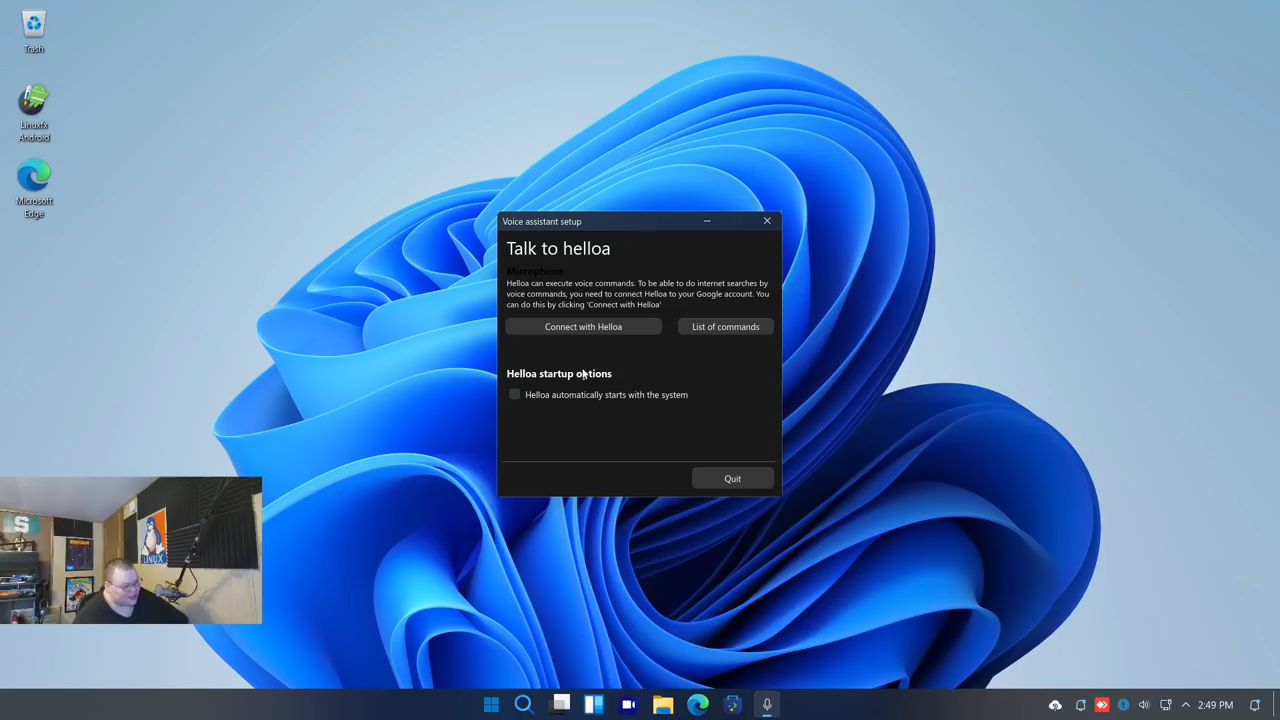 Trash
Linuxfx
Android
Microsoft
Edge
Voice assistant setup
Talk to helloa
Microphone
Helloa can execute voice commands. To be able to do internet searches by
voice commands, you need to connect Helloa to your Google account. You
can do this by clicking 'Connect with Helloa'
Connect with Helloa
List of commands
Helloa startup options
Helloa automatically starts with the system
Quit
LINUX
2:49 PM